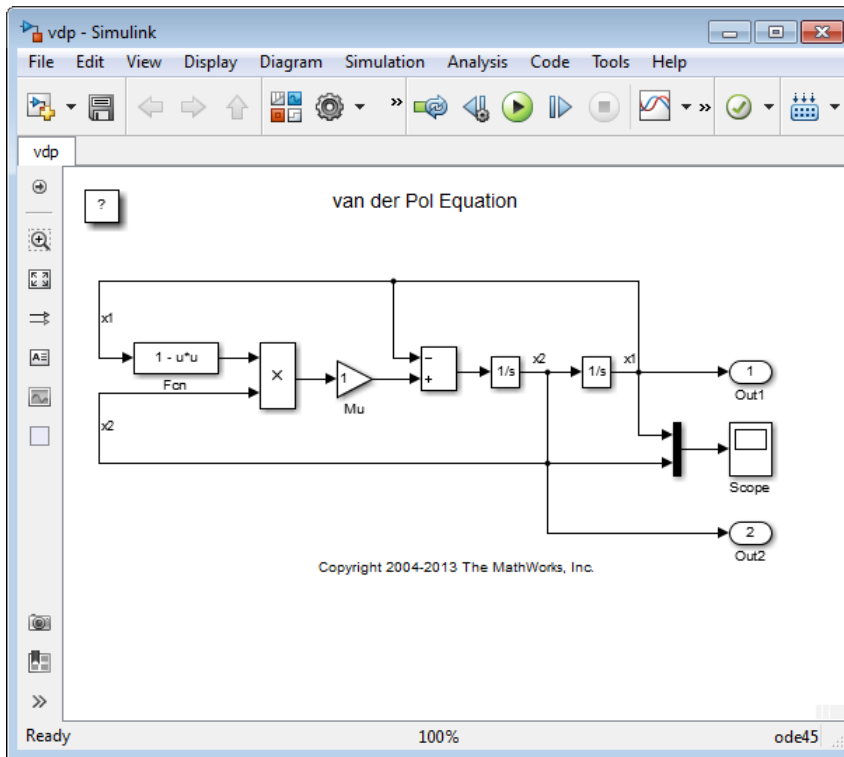 vdp - Simulink
File Edit View Display Diagram Simulation Analysis Code Tools Help
vdp
?
van der Pol Equation
x1
1 - u*u
Fcn
×
1
Mu
−
+
1/s
x2
1/s
x1
1
Out1
x2
Scope
2
Out2
Copyright 2004-2013 The MathWorks, Inc.
Ready 100% ode45